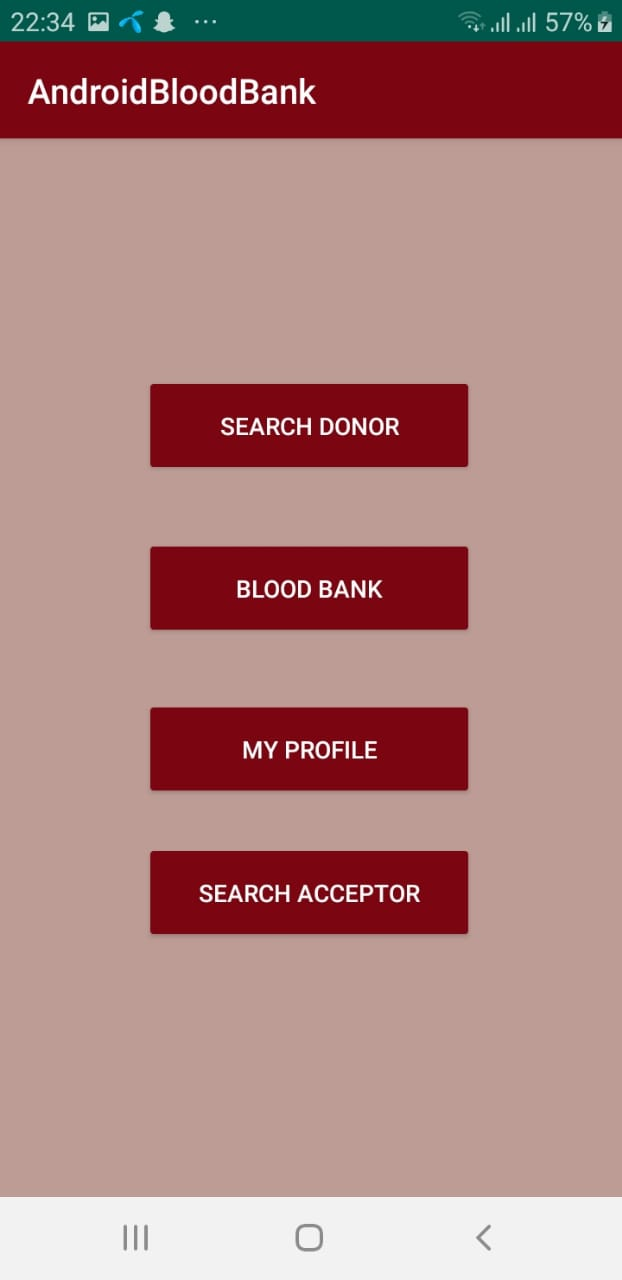 22:34 ... 57%
AndroidBloodBank
SEARCH DONOR
BLOOD BANK
MY PROFILE
SEARCH ACCEPTOR